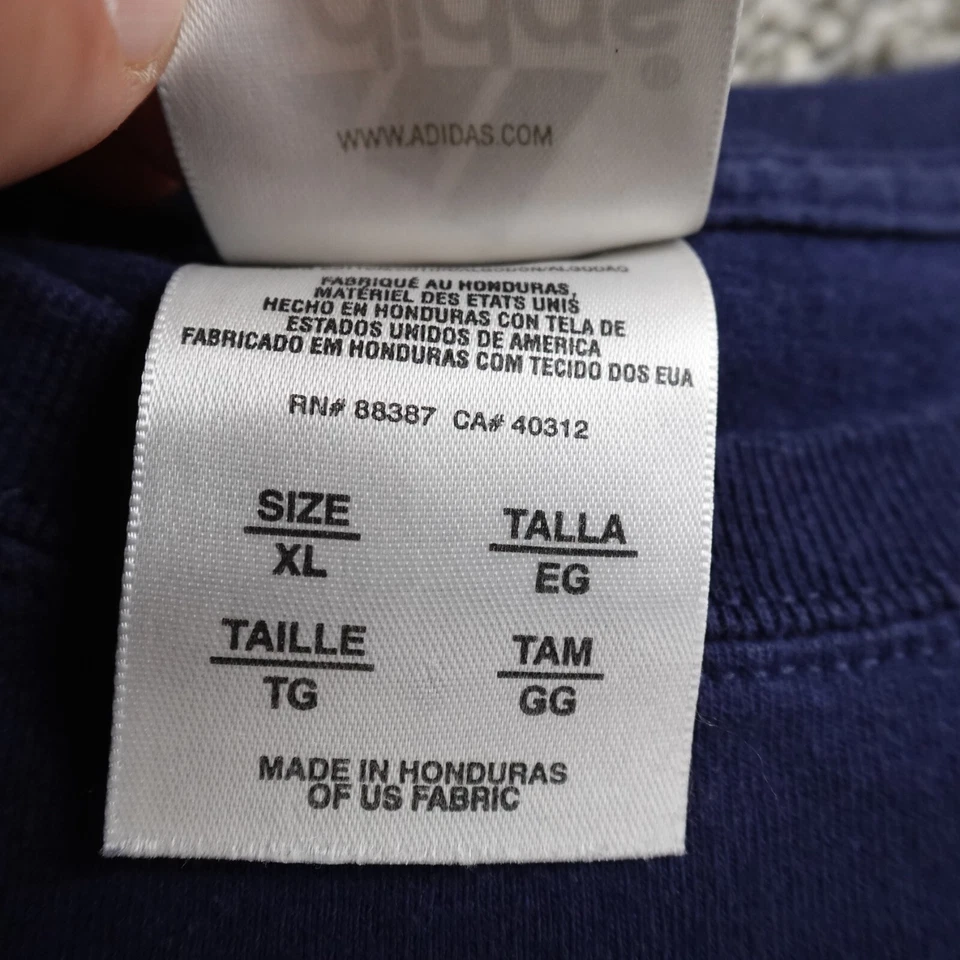 adidas
®
WWW.ADIDAS.COM
FABRIQUÉ AU HONDURAS,
MATÉRIEL DES ETATS UNIS
HECHO EN HONDURAS CON TELA DE
ESTADOS UNIDOS DE AMERICA
FABRICADO EM HONDURAS COM TECIDO DOS EUA
RN# 88387 CA# 40312
SIZE
XL
TALLA
EG
TAILLE
TG
TAM
GG
MADE IN HONDURAS
OF US FABRIC